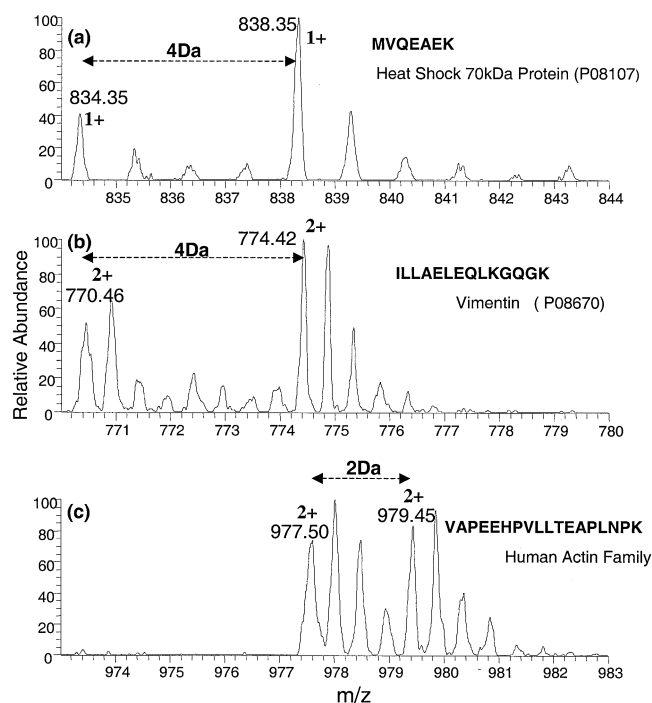 (a)
838.35
1+
MVQEAEK
4Da
Heat Shock 70kDa Protein (P08107)
834.35
1+
100
80
60
40
20
0
835 836 837 838 839 840 841 842 843 844
(b)
774.42
2+
4Da
2+
770.46
ILLAELEQLKGQGK
Vimentin ( P08670)
100
80
60
40
20
0
Relative Abundance
771 772 773 774 775 776 777 778 779 780
2Da
(c)
2+
977.50
2+
979.45
VAPEEHPVLLTEAPLNPK
Human Actin Family
100
80
60
40
20
0
974 975 976 977 978 979 980 981 982 983
m/z